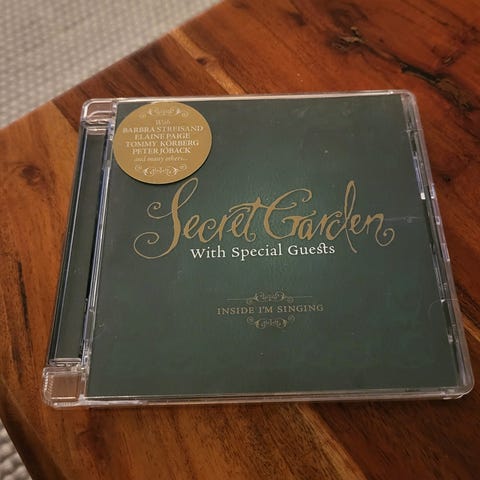 With
BARBRA STREISAND
ELAINE PAIGE
TOMMY KÖRBERG
PETER JÖBACK
and many others...
Secret Garden
With Special Guests
INSIDE I'M SINGING